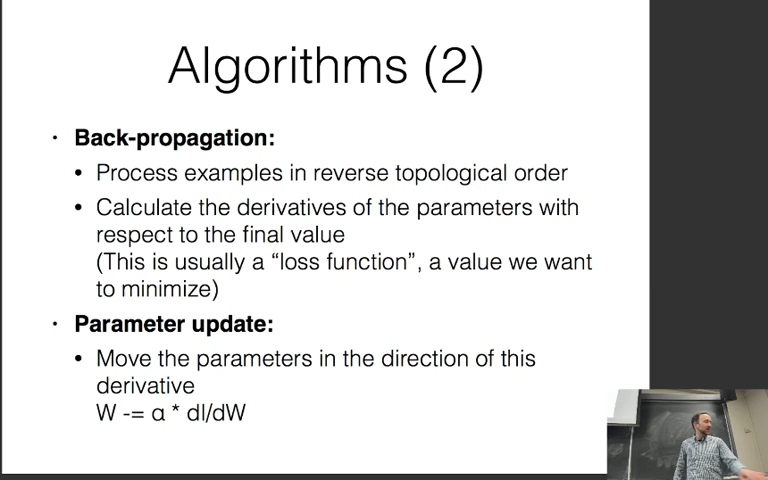 Algorithms (2)
• Back-propagation:
• Process examples in reverse topological order
• Calculate the derivatives of the parameters with
respect to the final value
(This is usually a “loss function”, a value we want
to minimize)
• Parameter update:
• Move the parameters in the direction of this
derivative
W -= α * dl/dW